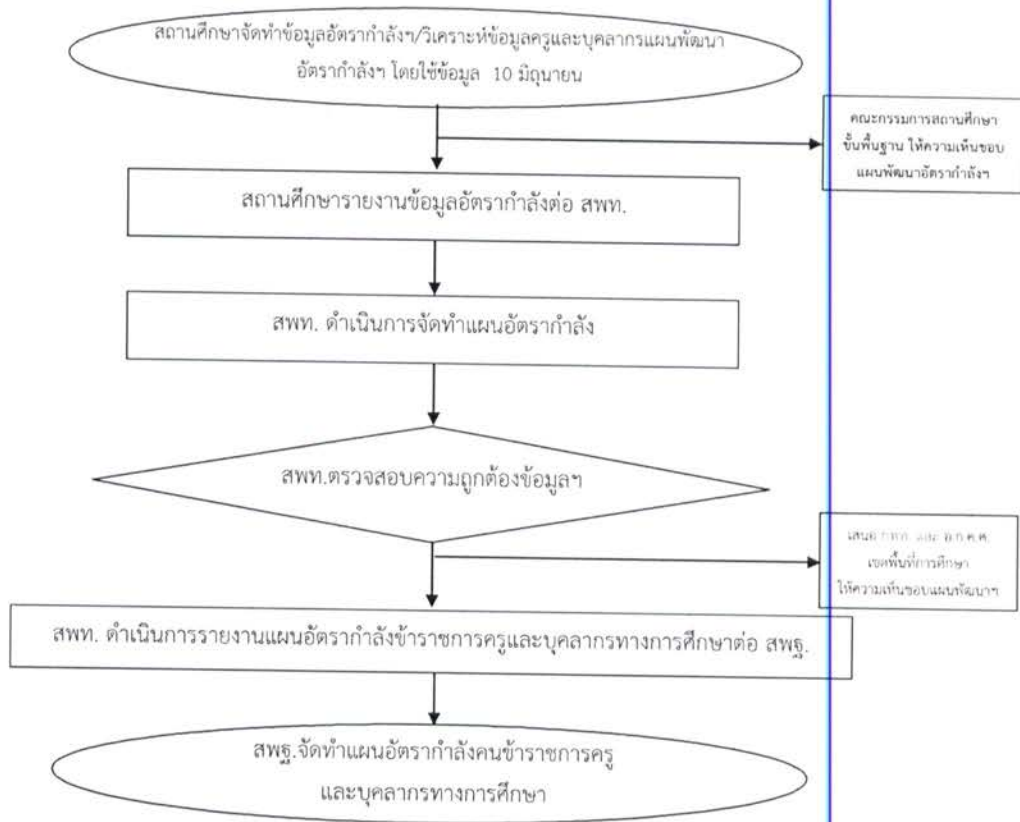 สถานศึกษาจัดทำข้อมูลอัตรากำลังฯ/วิเคราะห์ข้อมูลครูและบุคลากรแผนพัฒนา
อัตรากำลังฯ โดยใช้ข้อมูล 10 มิถุนายน
คณะกรรมการสถานศึกษา
ขั้นพื้นฐาน ให้ความเห็นชอบ
แผนพัฒนาอัตรากำลังฯ
สถานศึกษารายงานข้อมูลอัตรากำลังต่อ สพท.
สพท. ดำเนินการจัดทำแผนอัตรากำลัง
สพท.ตรวจสอบความถูกต้องข้อมูลฯ
เสนอ และ อ.ก.ค.ศ.
เขตพื้นที่การศึกษา
ให้ความเห็นชอบแผนพัฒนาฯ
สพท. ดำเนินการรายงานแผนอัตรากำลังข้าราชการครูและบุคลากรทางการศึกษาต่อ สพฐ.
สพฐ.จัดทำแผนอัตรากำลังคนข้าราชการครู
และบุคลากรทางการศึกษา